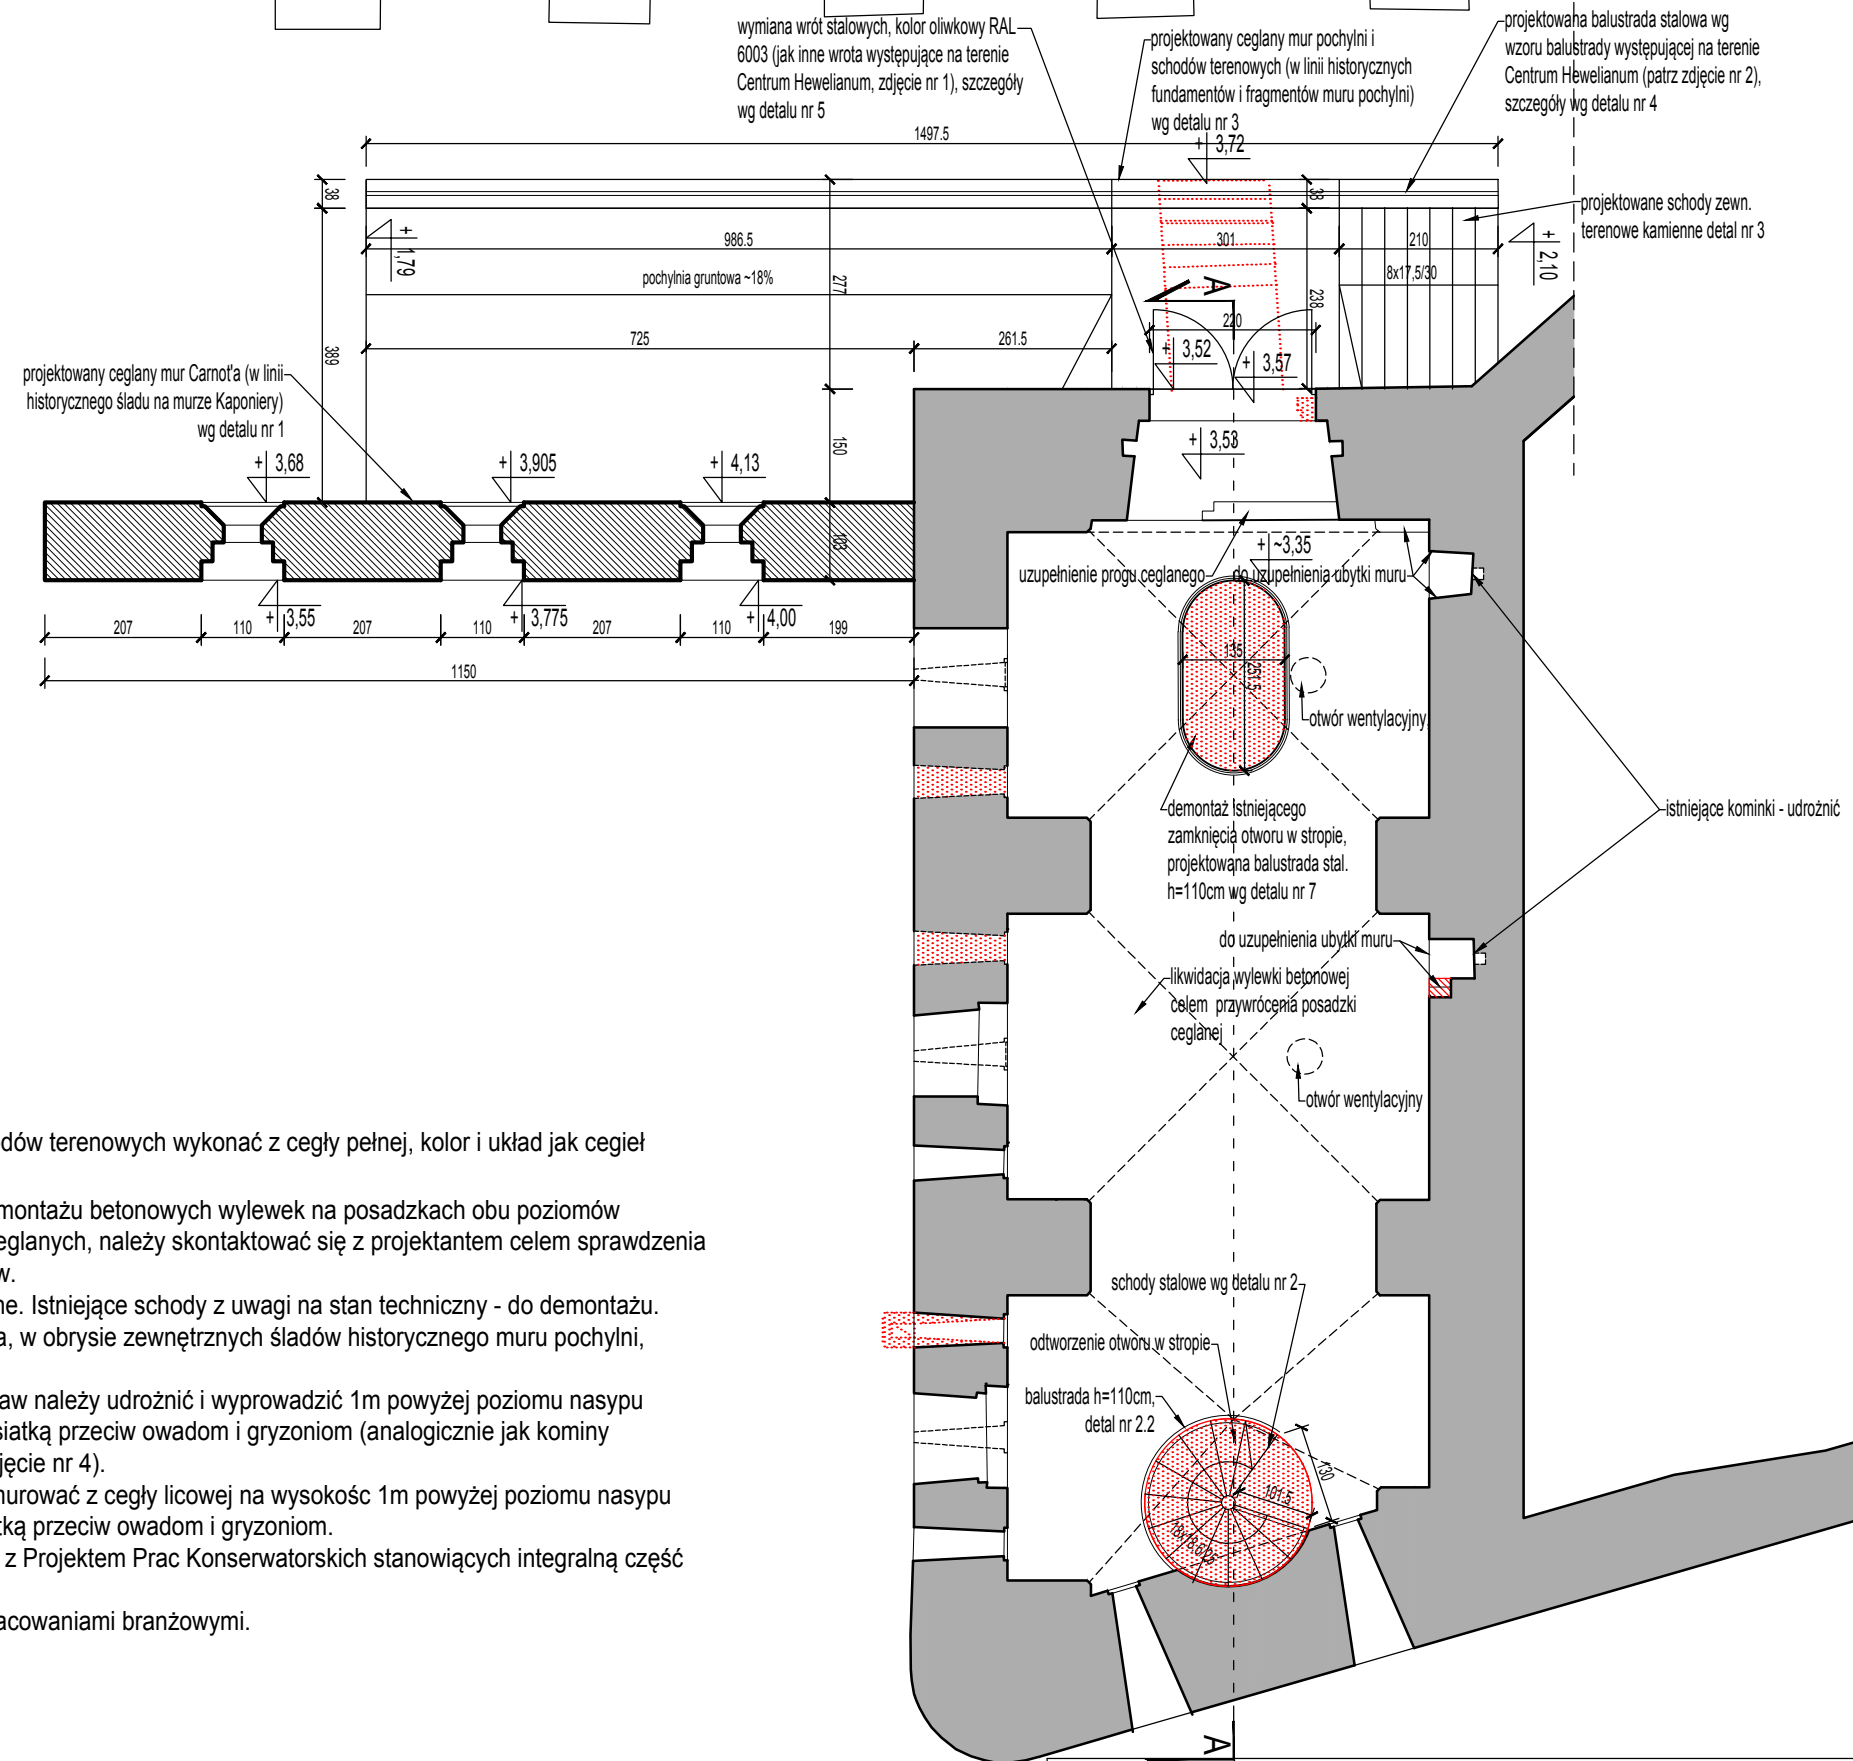 wymiana wrót stalowych, kolor oliwkowy RAL
6003 (jak inne wrota występujące na terenie
Centrum Hewelianum, zdjęcie nr 1), szczegóły
wg detalu nr 5
projektowany ceglany mur pochylni i
schodów terenowych (w linii historycznych
fundamentów i fragmentów muru pochylni)
wg detalu nr 3
projektowana balustrada stalowa wg
wzoru balustrady występującej na terenie
Centrum Hewelianum (patrz zdjęcie nr 2),
szczegóły wg detalu nr 4
1497.5
+ 3,72
38
38
projektowane schody zewn.
terenowe kamienne detal nr 3
+ 1,79
986.5
301
210
+ 2,10
pochylnia gruntowa ~18%
277
A
8x17,5/30
238
220
389
725
261.5
+ 3,52
+ 3,57
projektowany ceglany mur Carnot'a (w linii
historycznego śladu na murze Kaponiery)
wg detalu nr 1
150
+ 3,53
+ 3,68
+ 3,905
+ 4,13
103
+ ~3,35
uzupełnienie progu ceglanego
do uzupełnienia ubytki muru
+ 3,55
+ 3,775
+ 4,00
207
110
207
110
207
110
199
1150
135
251.5
otwór wentylacyjny
demontaż istniejącego
zamknięcia otworu w stropie,
projektowana balustrada stal.
h=110cm wg detalu nr 7
istniejące kominki - udrożnić
do uzupełnienia ubytki muru
likwidacja wylewki betonowej
celem przywrócenia posadzki
ceglanej
otwór wentylacyjny
dów terenowych wykonać z cegły pełnej, kolor i układ jak cegieł
montażu betonowych wylewek na posadzkach obu poziomów
eglanych, należy skontaktować się z projektantem celem sprawdzenia
w.
ne. Istniejące schody z uwagi na stan techniczny - do demontażu.
a, w obrysie zewnętrznych śladów historycznego muru pochylni,
aw należy udrożnić i wyprowadzić 1m powyżej poziomu nasypu
siatką przeciw owadom i gryzoniom (analogicznie jak kominy
jęcie nr 4).
murować z cegły licowej na wysokośc 1m powyżej poziomu nasypu
tką przeciw owadom i gryzoniom.
z Projektem Prac Konserwatorskich stanowiących integralną część
acowaniami branżowymi.
schody stalowe wg detalu nr 2
odtworzenie otworu w stropie
balustrada h=110cm,
detal nr 2.2
130
101.5
A